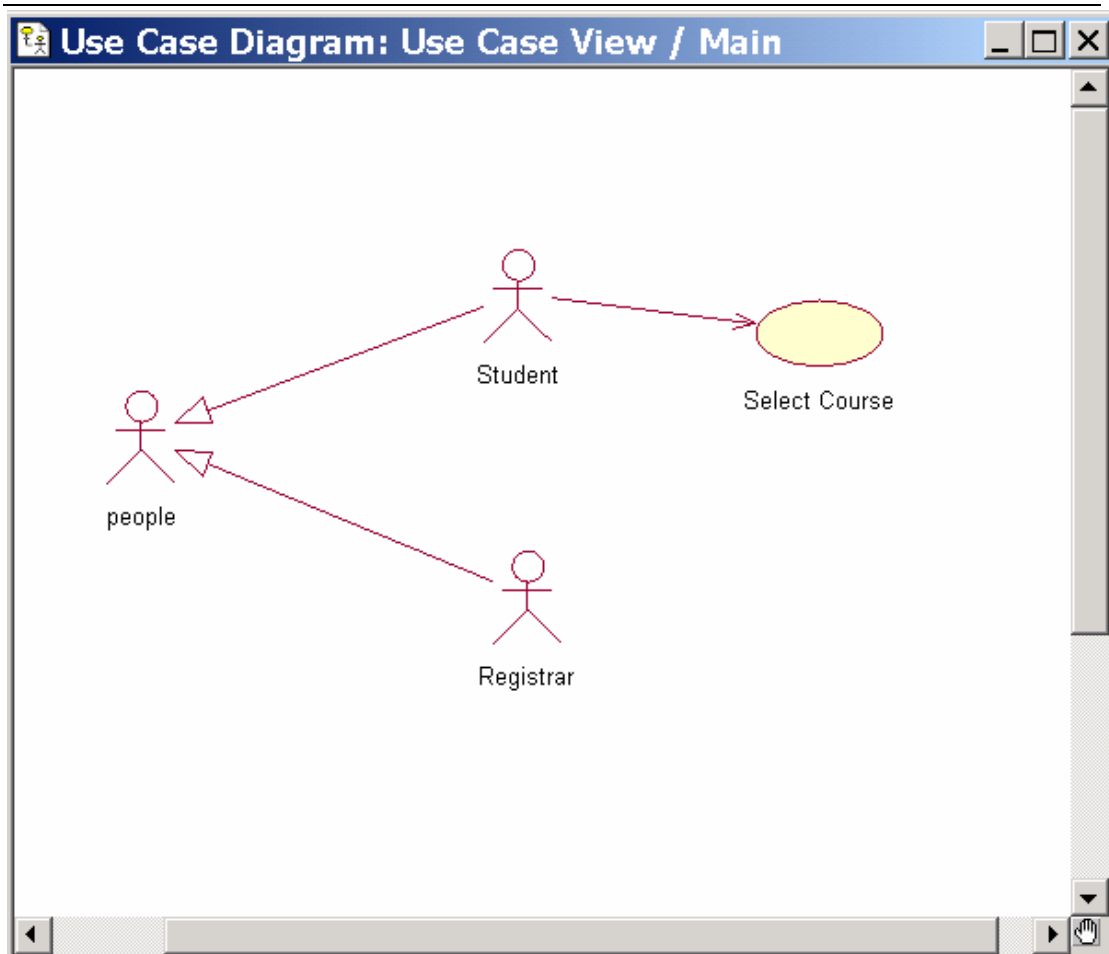 Use Case Diagram: Use Case View / Main
Student
Select Course
people
Registrar